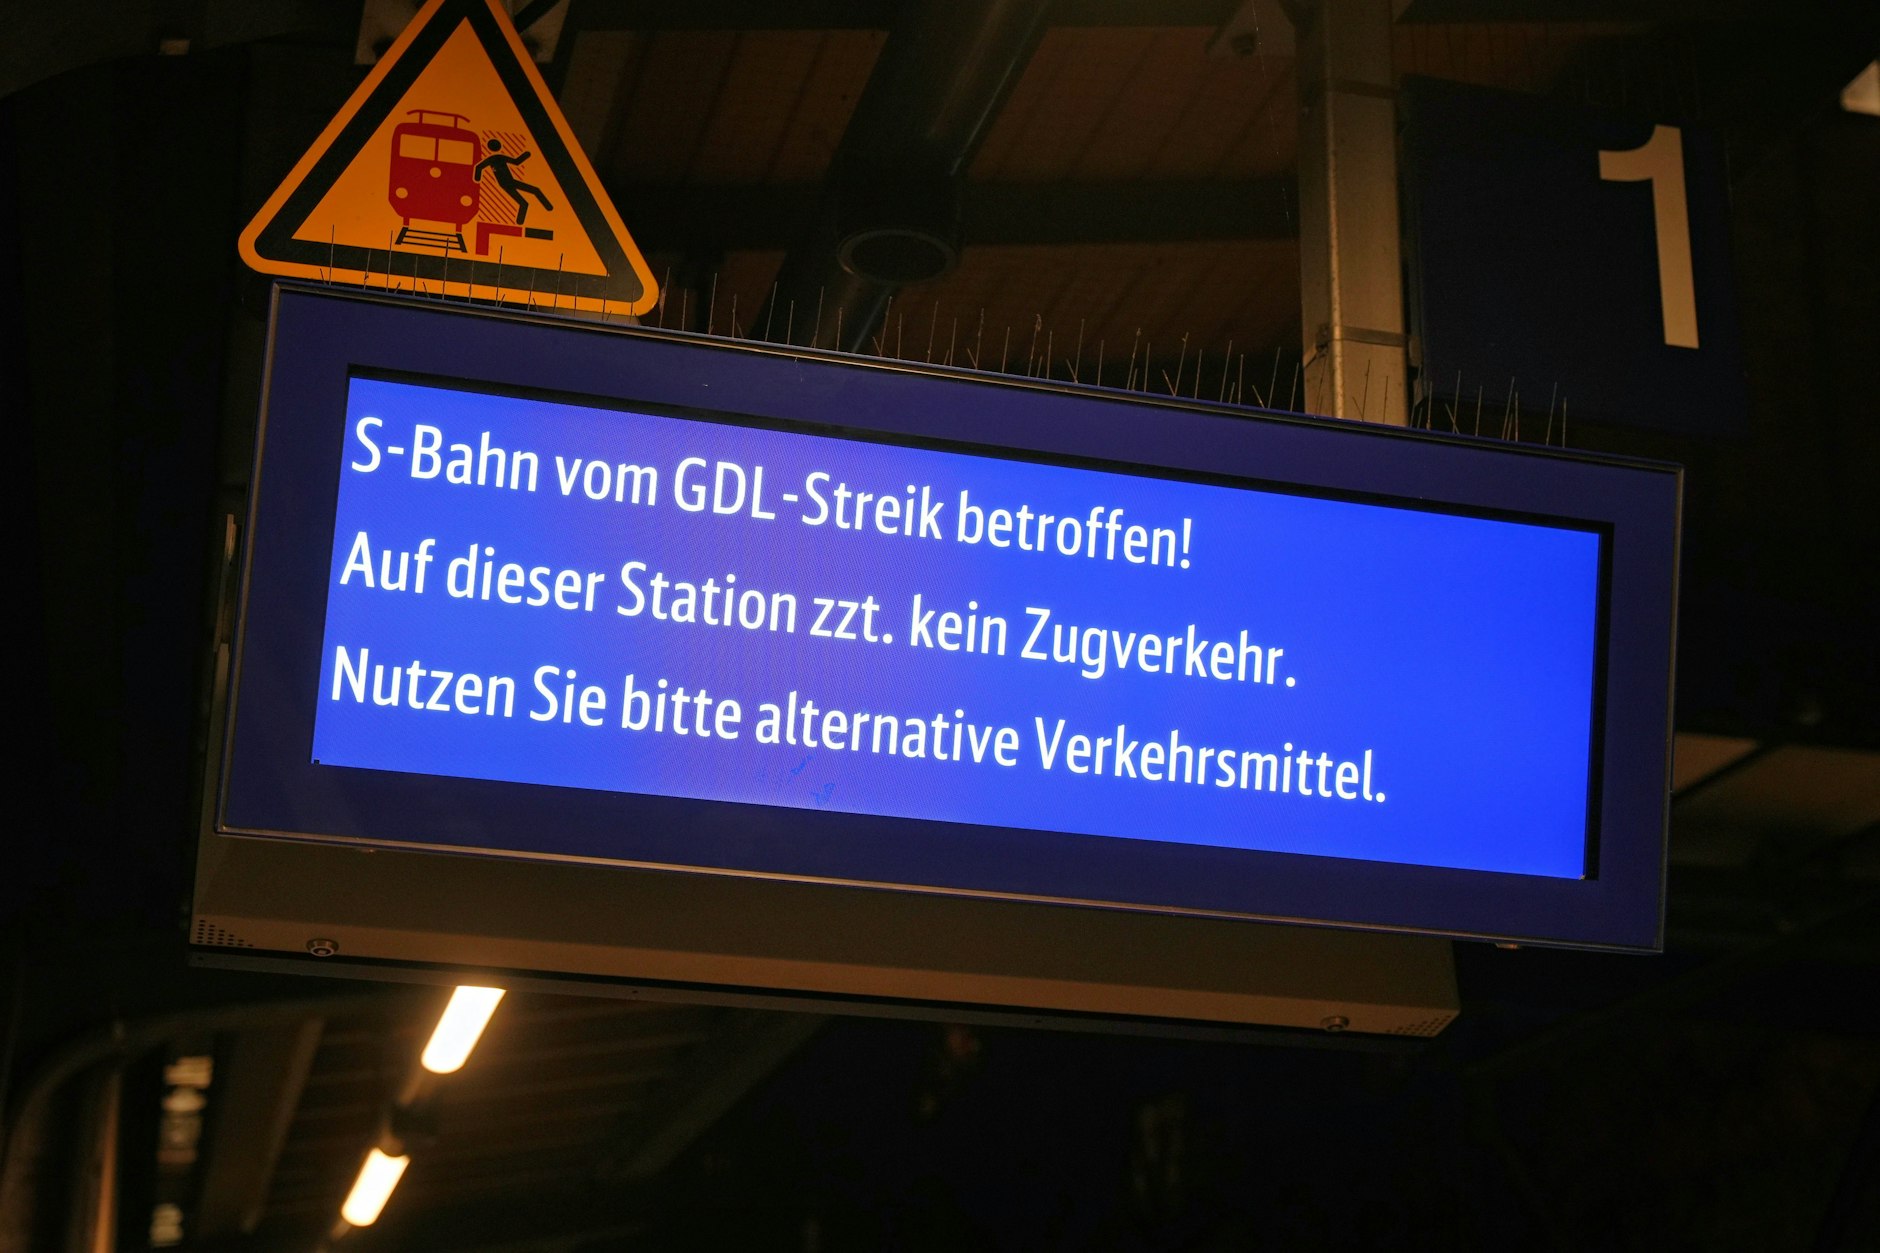 1
S-Bahn vom GDL-Streik betroffen!
Auf dieser Station zzt. kein Zugverkehr.
Nutzen Sie bitte alternative Verkehrsmittel.